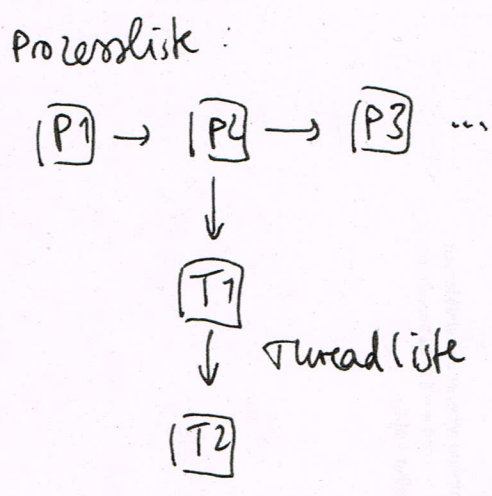 Prozessliste :
P1 → P2 → P3 ...
T1
Threadliste
T2